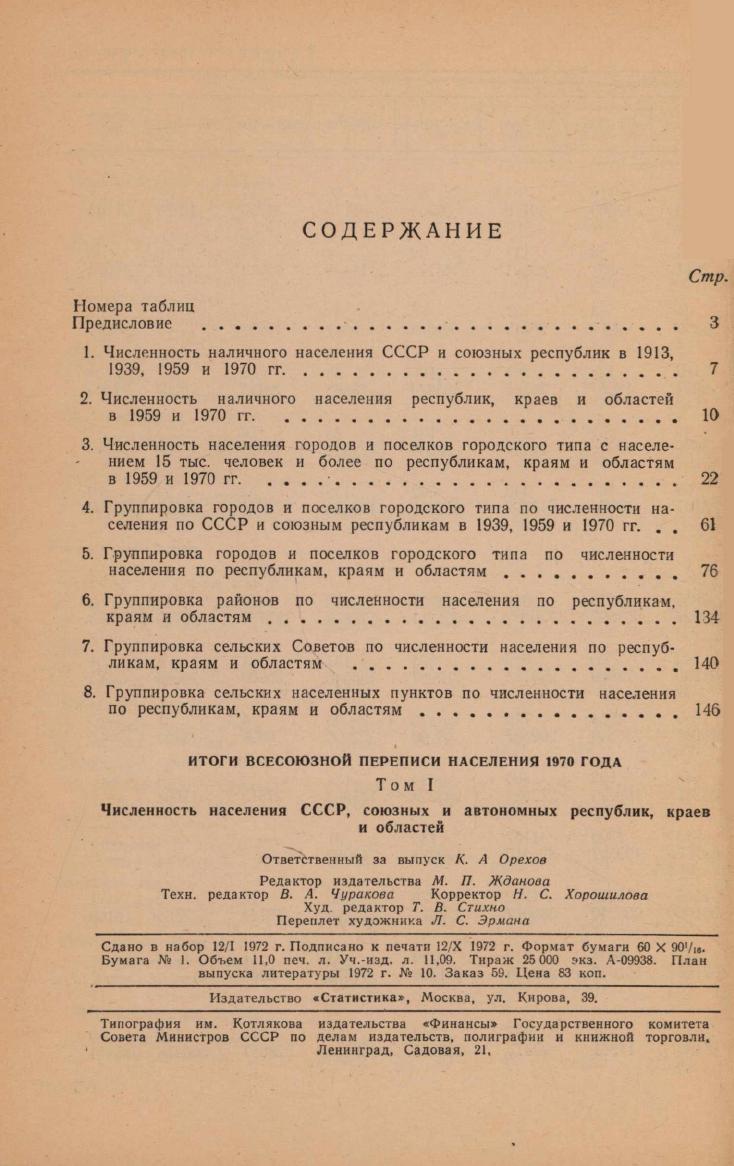 СОДЕРЖАНИЕ
Стр.
Номера таблиц
Предисловие . . . . . . . . . . . . . . . . . . . . . . . . . . . . 3
1. Численность наличного населения СССР и союзных республик в 1913,
1939, 1959 и 1970 гг. . . . . . . . . . . . . . . . . . . . . . . . 7
2. Численность наличного населения республик, краев и областей
в 1959 и 1970 гг. . . . . . . . . . . . . . . . . . . . . . . . 10
3. Численность населения городов и поселков городского типа с населе-
нием 15 тыс. человек и более по республикам, краям и областям
в 1959 и 1970 гг. . . . . . . . . . . . . . . . . . . . . . . . . 22
4. Группировка городов и поселков городского типа по численности на-
селения по СССР и союзным республикам в 1939, 1959 и 1970 гг. . . 61
5. Группировка городов и поселков городского типа по численности
населения по республикам, краям и областям . . . . . . . . . . . 76
6. Группировка районов по численности населения по республикам,
краям и областям . . . . . . . . . . . . . . . . . . . . . . . . . 134
7. Группировка сельских Советов по численности населения по респуб-
ликам, краям и областям . . . . . . . . . . . . . . . . . . . . 140
8. Группировка сельских населенных пунктов по численности населения
по республикам, краям и областям . . . . . . . . . . . . . . . . 146
ИТОГИ ВСЕСОЮЗНОЙ ПЕРЕПИСИ НАСЕЛЕНИЯ 1970 ГОДА
Том I
Численность населения СССР, союзных и автономных республик, краев
и областей
Ответственный за выпуск К. А Орехов
Редактор издательства М. П. Жданова
Техн. редактор В. А. Чуракова Корректор Н. С. Хорошилова
Худ. редактор Т. В. Стихно
Переплет художника Л. С. Эрмана
Сдано в набор 12/I 1972 г. Подписано к печати 12/X 1972 г. Формат бумаги 60 × 90¹/₁₆.
Бумага № 1. Объем 11,0 печ. л. Уч.-изд. л. 11,09. Тираж 25 000 экз. А-09938. План
выпуска литературы 1972 г. № 10. Заказ 59. Цена 83 коп.
Издательство «Статистика», Москва, ул. Кирова, 39.
Типография им. Котлякова издательства «Финансы» Государственного комитета
Совета Министров СССР по делам издательств, полиграфии и книжной торговли.
Ленинград, Садовая, 21.